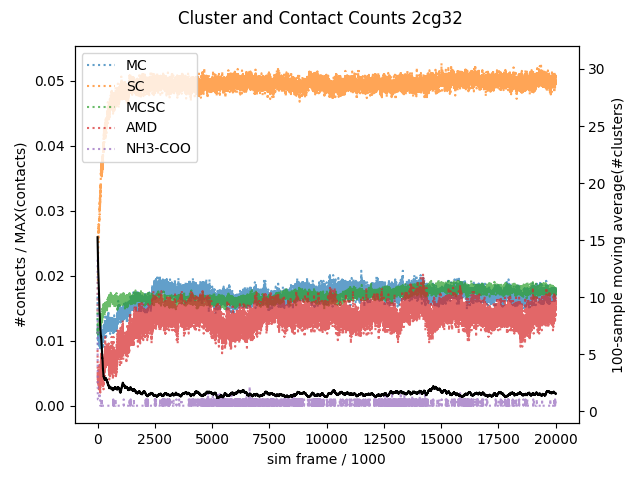 Cluster and Contact Counts 2cg32
MC
SC
MCSC
AMD
NH3-COO
#contacts / MAX(contacts)
0.05
0.04
0.03
0.02
0.01
0.00
30
25
20
15
10
5
0
100-sample moving average(#clusters)
0 2500 5000 7500 10000 12500 15000 17500 20000
sim frame / 1000